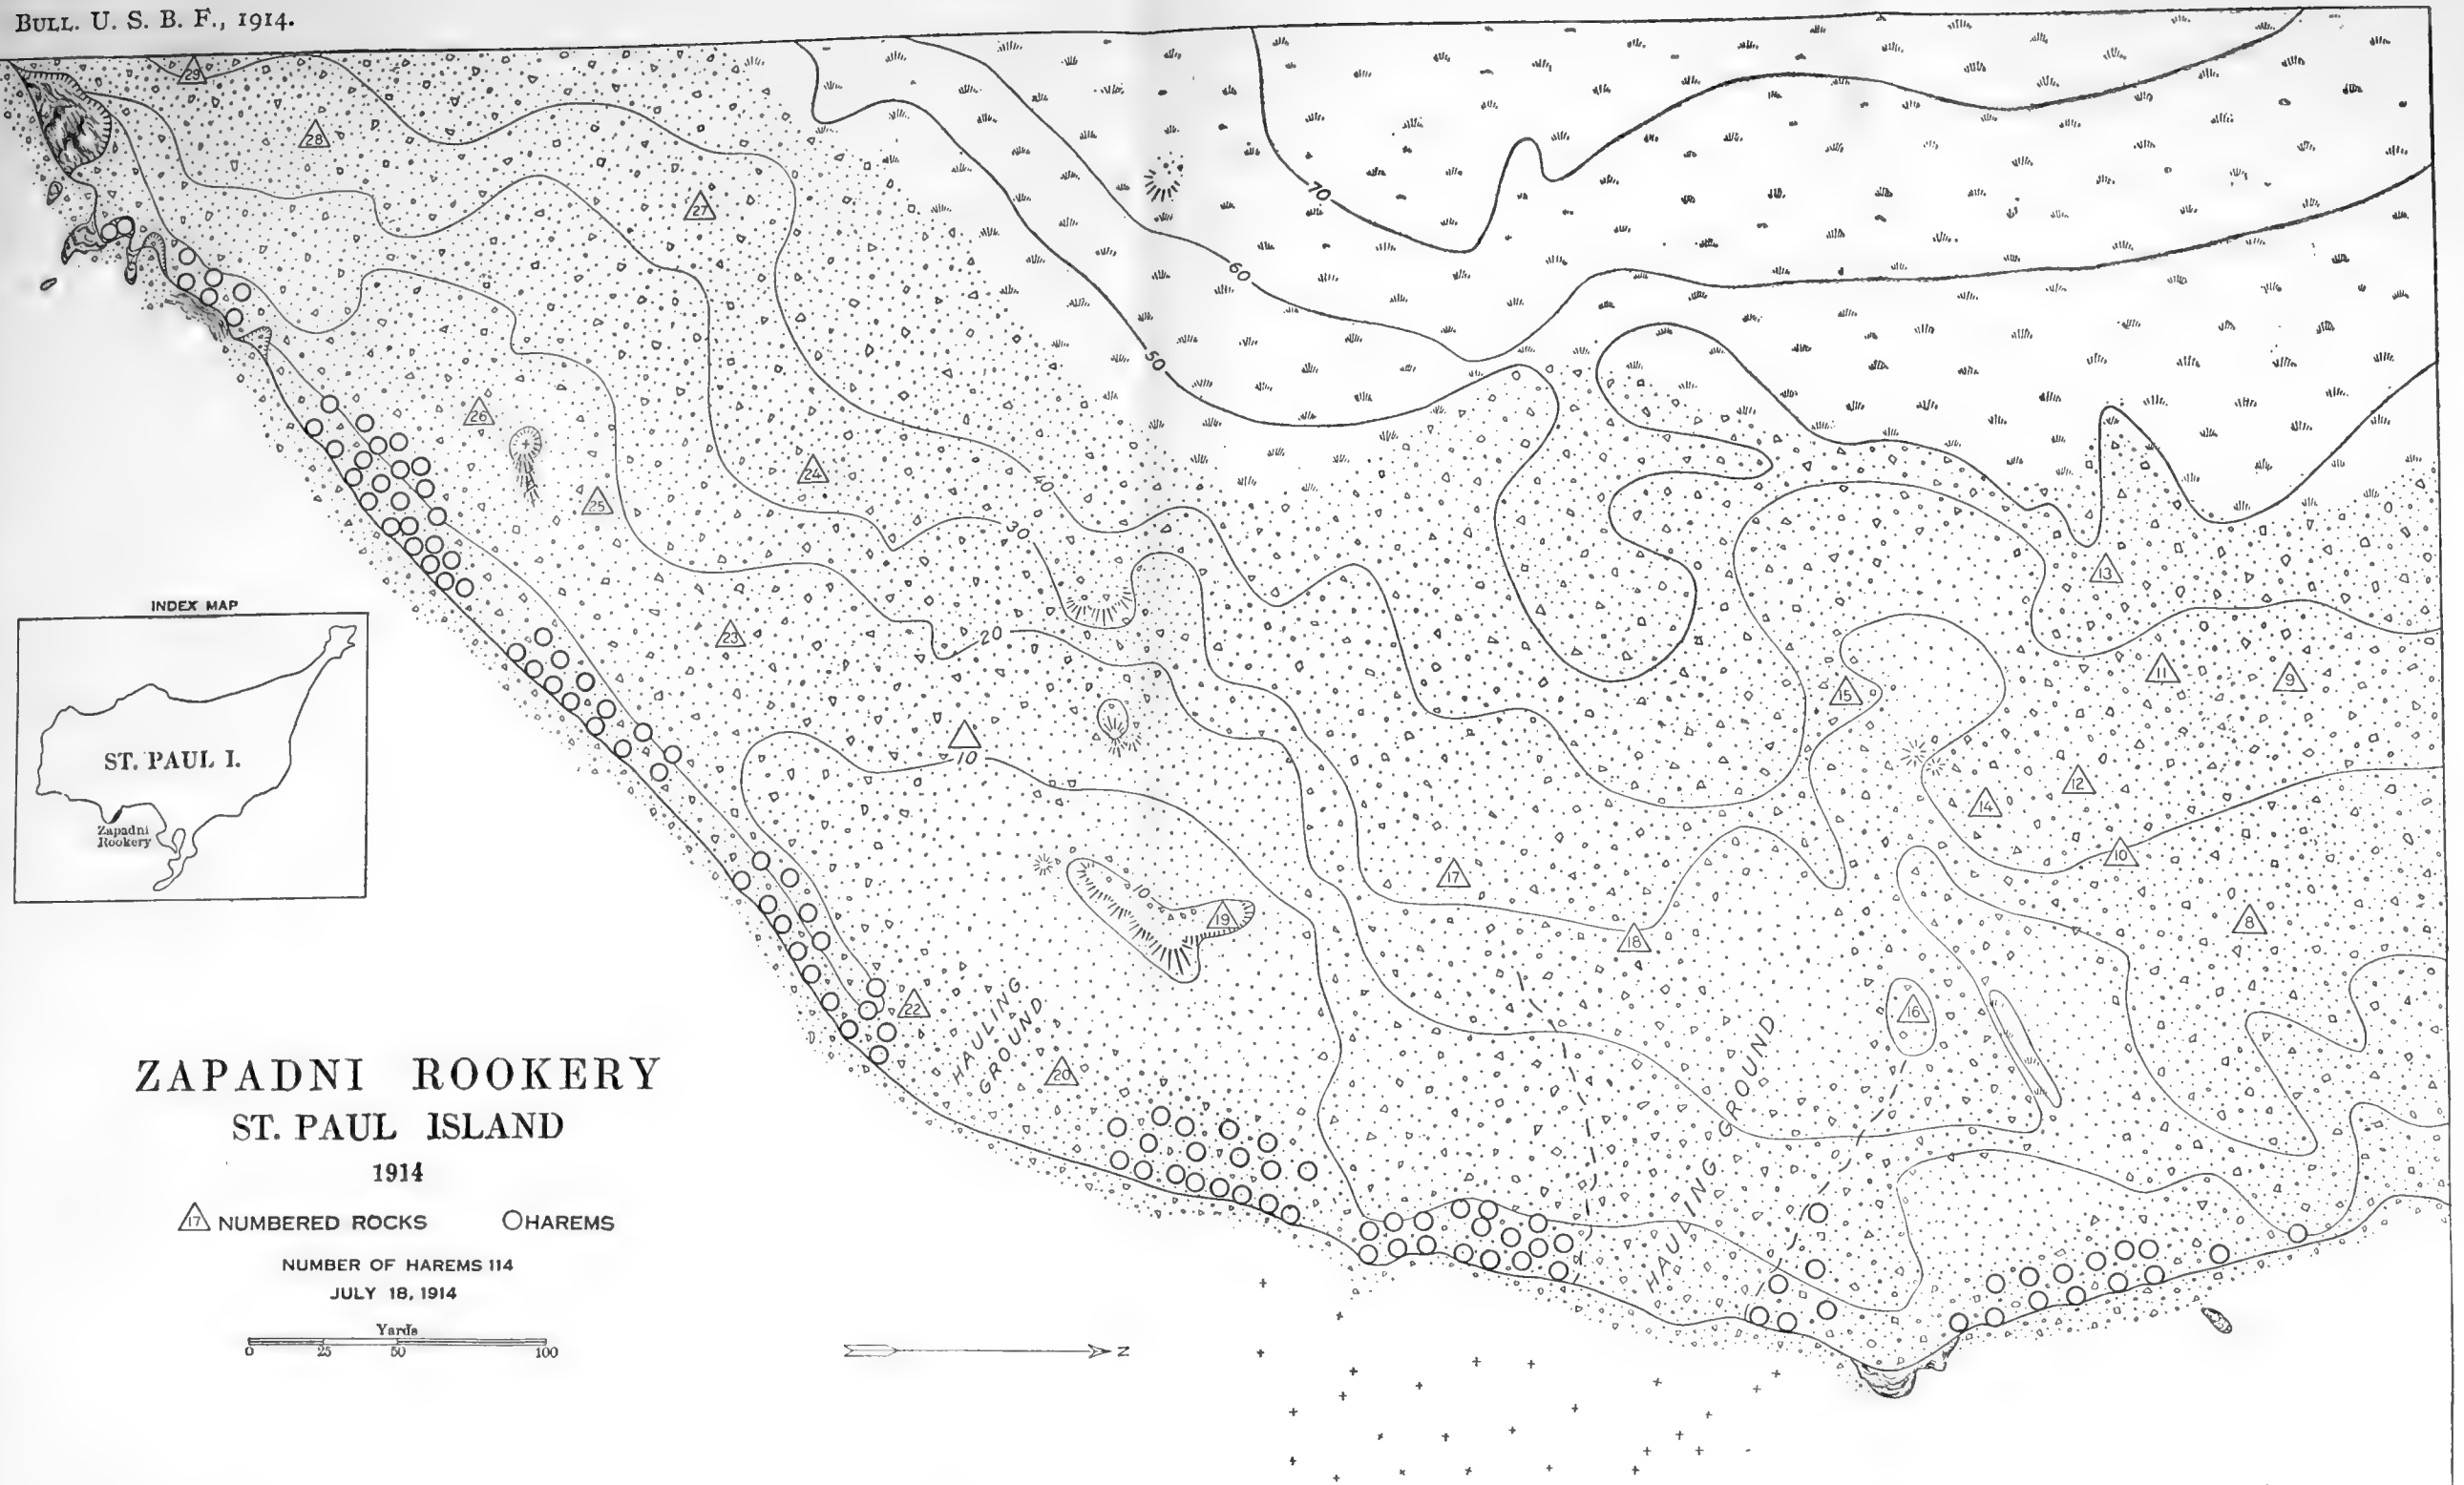 BULL. U. S. B. F., 1914.
29
28
27
70
60
50
26
24
25
40
30
13
INDEX MAP
23
20
11
9
15
ST. PAUL I.
10
12
14
Zapadni
Rookery
10
17
10
19
18
8
22
16
HAULING
GROUND
20
HAULING GROUND
ZAPADNI ROOKERY
ST. PAUL ISLAND
1914
17 NUMBERED ROCKS HAREMS
NUMBER OF HAREMS 114
JULY 18, 1914
Yards
0 25 50 100
N